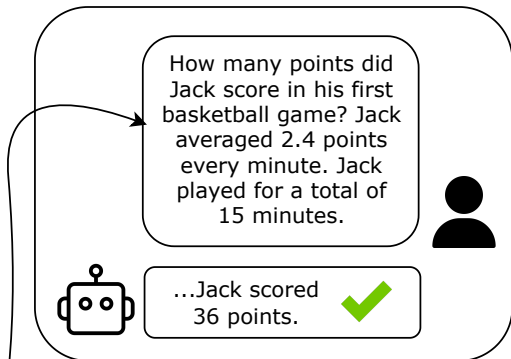 How many points did
Jack score in his first
basketball game? Jack
averaged 2.4 points
every minute. Jack
played for a total of
15 minutes.
...Jack scored
36 points.